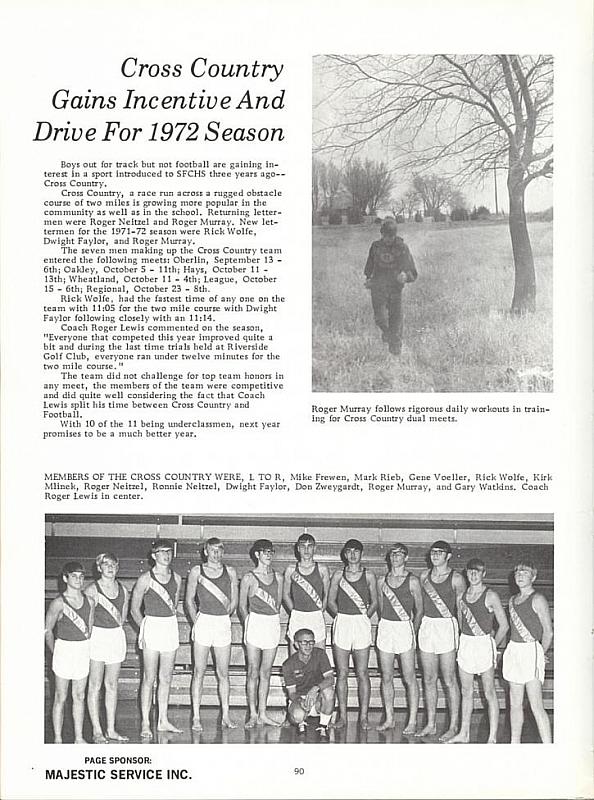 Cross Country
Gains Incentive And
Drive For 1972 Season
Boys out for track but not football are gaining in-
terest in a sport introduced to SFCHS three years ago--
Cross Country.
Cross Country, a race run across a rugged obstacle
course of two miles is growing more popular in the
community as well as in the school. Returning letter-
men were Roger Neitzel and Roger Murray. New let-
termen for the 1971-72 season were Rick Wolfe,
Dwight Faylor, and Roger Murray.
The seven men making up the Cross Country team
entered the following meets: Oberlin, September 13 -
6th; Oakley, October 5 - 11th; Hays, October 11 -
13th; Wheatland, October 11 - 4th; League, October
15 - 6th; Regional, October 23 - 8th.
Rick Wolfe, had the fastest time of any one on the
team with 11:05 for the two mile course with Dwight
Faylor following closely with an 11:14.
Coach Roger Lewis commented on the season,
"Everyone that competed this year improved quite a
bit and during the last time trials held at Riverside
Golf Club, everyone ran under twelve minutes for the
two mile course."
The team did not challenge for top team honors in
any meet, the members of the team were competitive
and did quite well considering the fact that Coach
Lewis split his time between Cross Country and
Football.
With 10 of the 11 being underclassmen, next year
promises to be a much better year.
Roger Murray follows rigorous daily workouts in train-
ing for Cross Country dual meets.
MEMBERS OF THE CROSS COUNTRY WERE, L TO R, Mike Frewen, Mark Rieb, Gene Voeller, Rick Wolfe, Kirk
Mlinek, Roger Neitzel, Ronnie Neitzel, Dwight Faylor, Don Zweygardt, Roger Murray, and Gary Watkins. Coach
Roger Lewis in center.
PAGE SPONSOR:
MAJESTIC SERVICE INC.
90